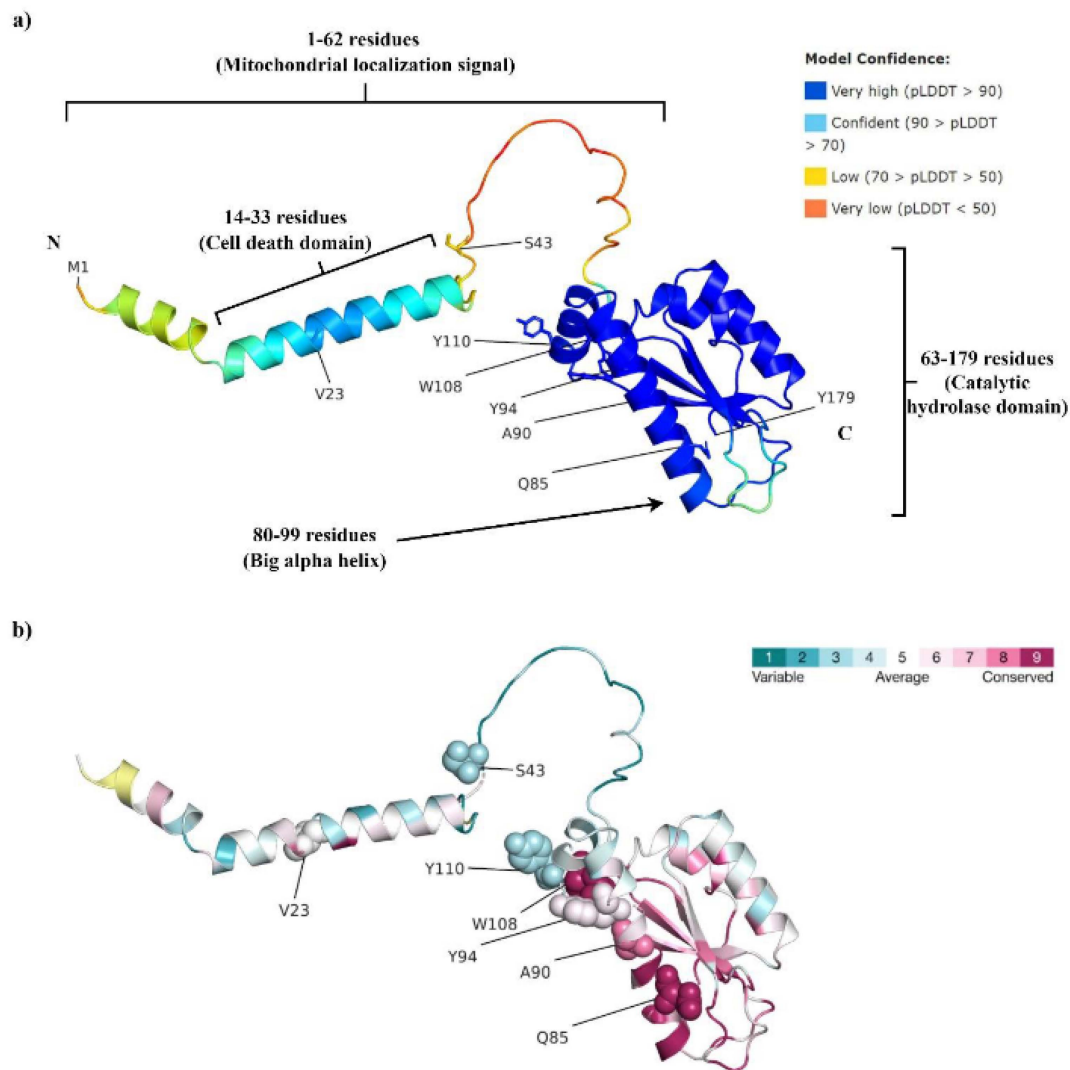 a)
1-62 residues
(Mitochondrial localization signal)
Model Confidence:
Very high (pLDDT > 90)
Confident (90 > pLDDT
> 70)
Low (70 > pLDDT > 50)
Very low (pLDDT < 50)
14-33 residues
(Cell death domain)
N
M1
S43
V23
Y110
W108
Y94
A90
Q85
Y179
C
63-179 residues
(Catalytic
hydrolase domain)
80-99 residues
(Big alpha helix)
b)
1 2 3 4 5 6 7 8 9
Variable Average Conserved
S43
V23
Y110
W108
Y94
A90
Q85